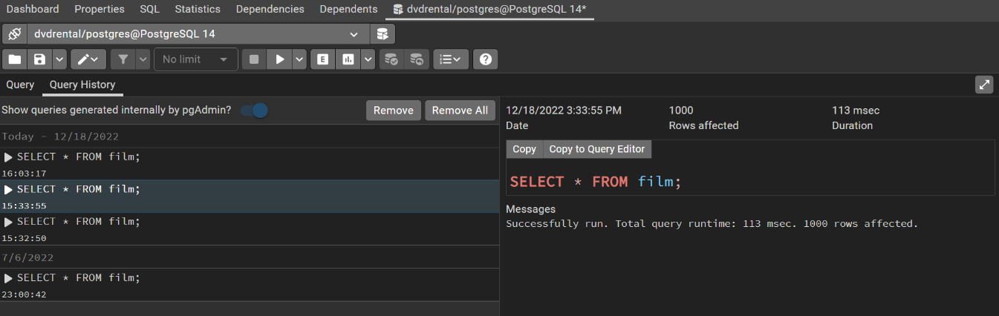 Dashboard Properties SQL Statistics Dependencies Dependents dvdrental/postgres@PostgreSQL 14*
dvdrental/postgres@PostgreSQL 14
No limit E
Query Query History
Show queries generated internally by pgAdmin? Remove Remove All
Today - 12/18/2022
SELECT * FROM film;
16:03:17
SELECT * FROM film;
15:33:55
SELECT * FROM film;
15:32:50
7/6/2022
SELECT * FROM film;
23:00:42
12/18/2022 3:33:55 PM 1000 113 msec
Date Rows affected Duration
Copy Copy to Query Editor
SELECT * FROM film;
Messages
Successfully run. Total query runtime: 113 msec. 1000 rows affected.